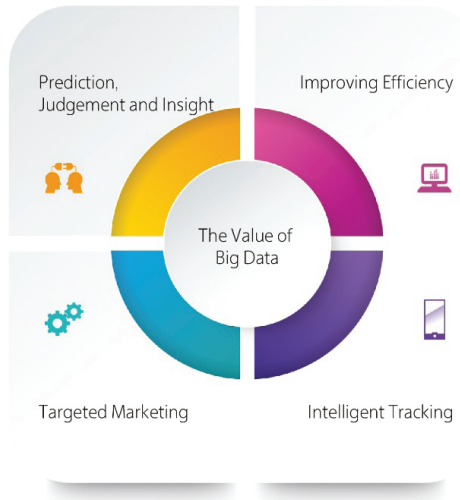 Prediction,
Judgement and Insight
Improving Efficiency
The Value of
Big Data
Targeted Marketing
Intelligent Tracking